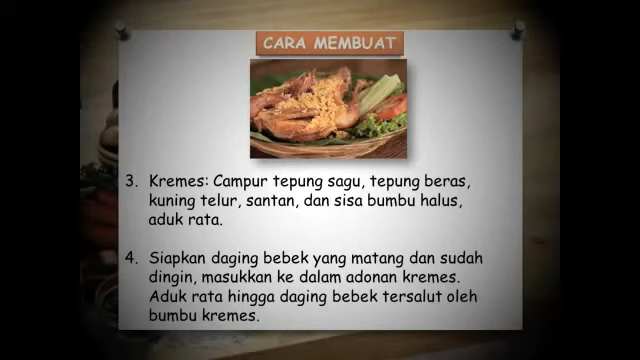 CARA MEMBUAT
3. Kremes: Campur tepung sagu, tepung beras,
kuning telur, santan, dan sisa bumbu halus,
aduk rata.
4. Siapkan daging bebek yang matang dan sudah
dingin, masukkan ke dalam adonan kremes.
Aduk rata hingga daging bebek tersalut oleh
bumbu kremes.